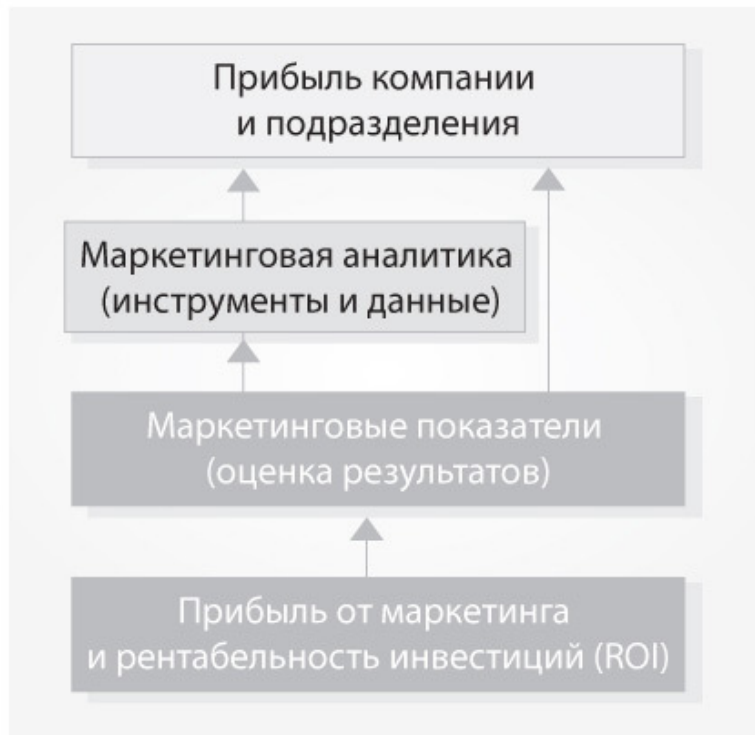 Прибыль компании
и подразделения
Маркетинговая аналитика
(инструменты и данные)
Маркетинговые показатели
(оценка результатов)
Прибыль от маркетинга
и рентабельность инвестиций (ROI)